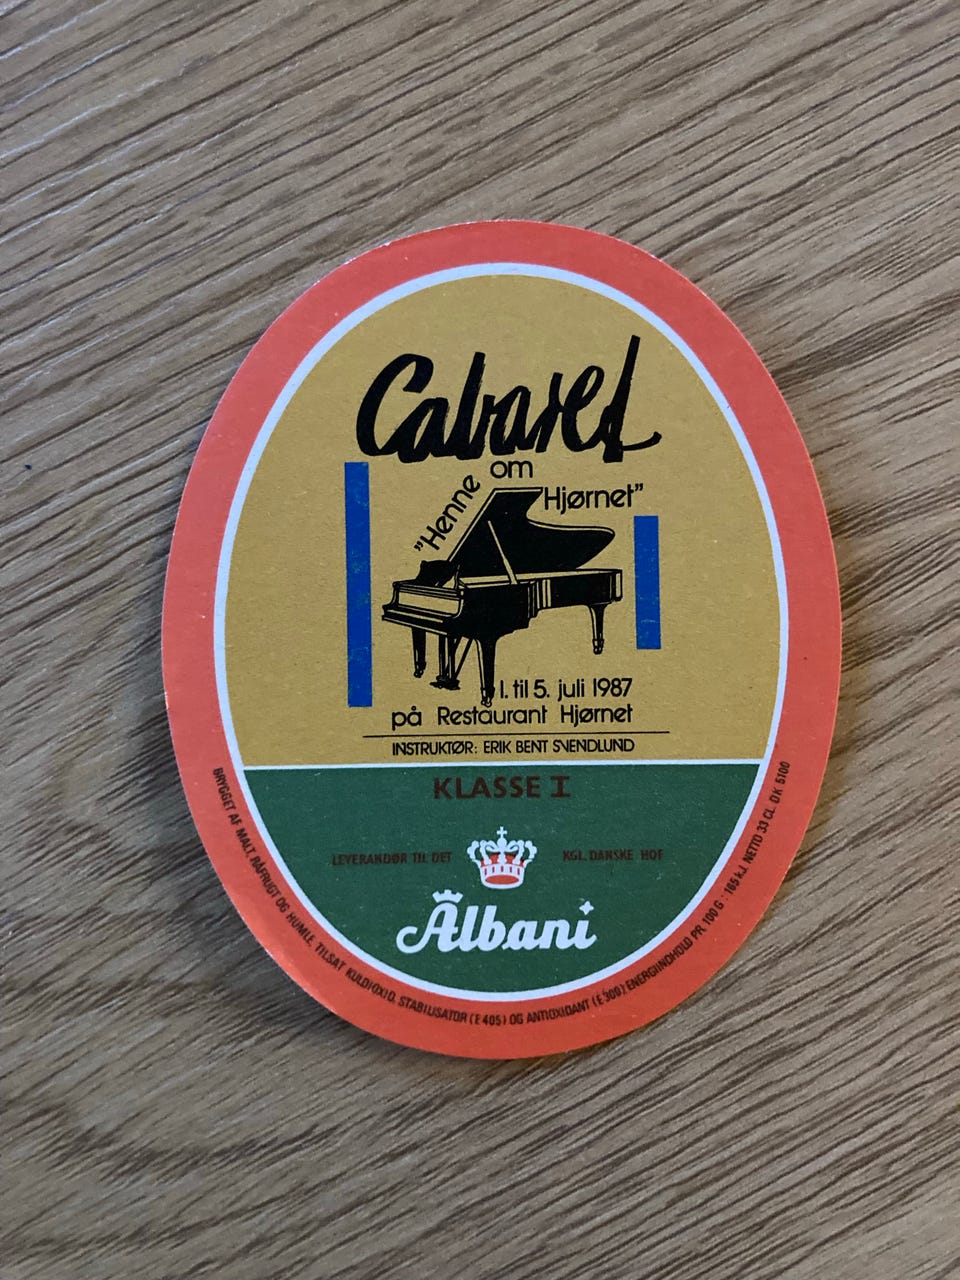 Cabaret
"Henne om Hjørnet"
1. til 5. juli 1987
på Restaurant Hjørnet
INSTRUKTØR: ERIK BENT SVENDLUND
KLASSE I
LEVERANDØR TIL DET KGL. DANSKE HOF
Albani
BRYGGET AF MALT, RÅFRUGT OG HUMLE, TILSAT KULDIOXID, STABILISATOR (E 405) OG ANTIOXIDANT (E 300). ENERGIINDHOLD PR. 100 G : 165 kJ. NETTO 33 CL. DK 5100